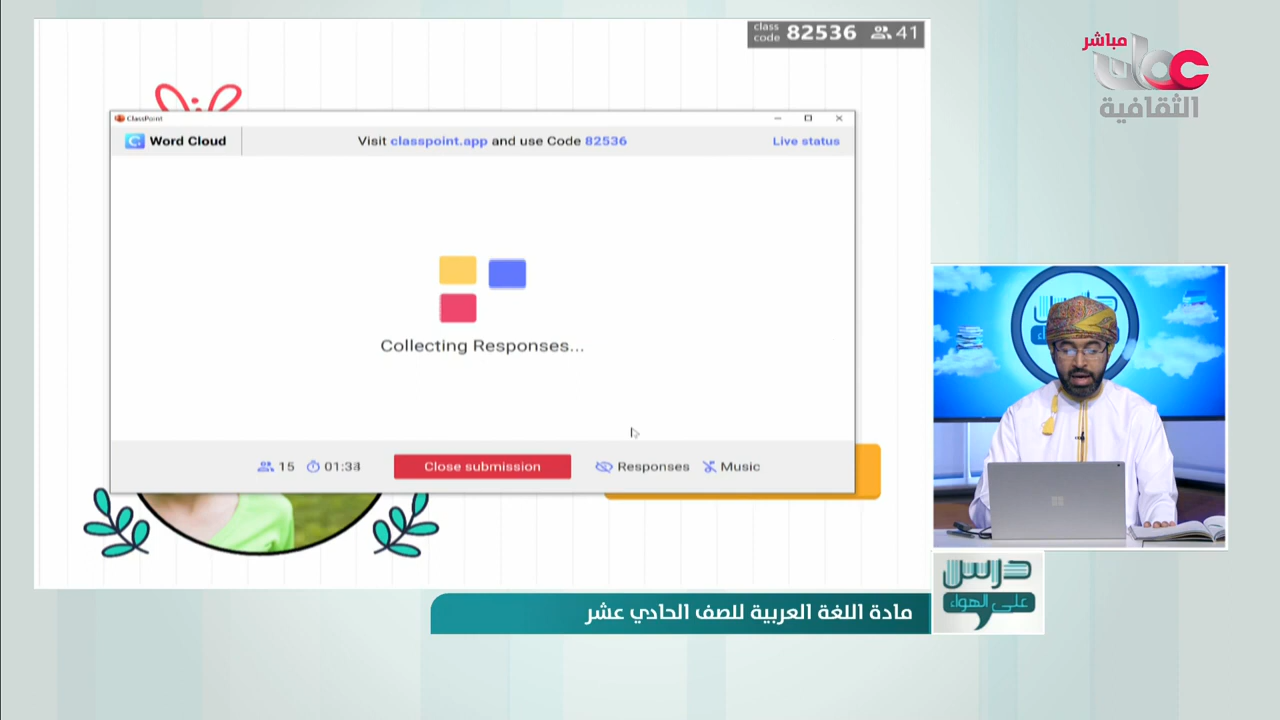 class code 82536 41
مباشر
عمان
الثقافية
ClassPoint
Word Cloud
Visit classpoint.app and use Code 82536
Live status
Collecting Responses...
15 01:34 Close submission Responses Music
درس
على الهواء
مادة اللغة العربية للصف الحادي عشر